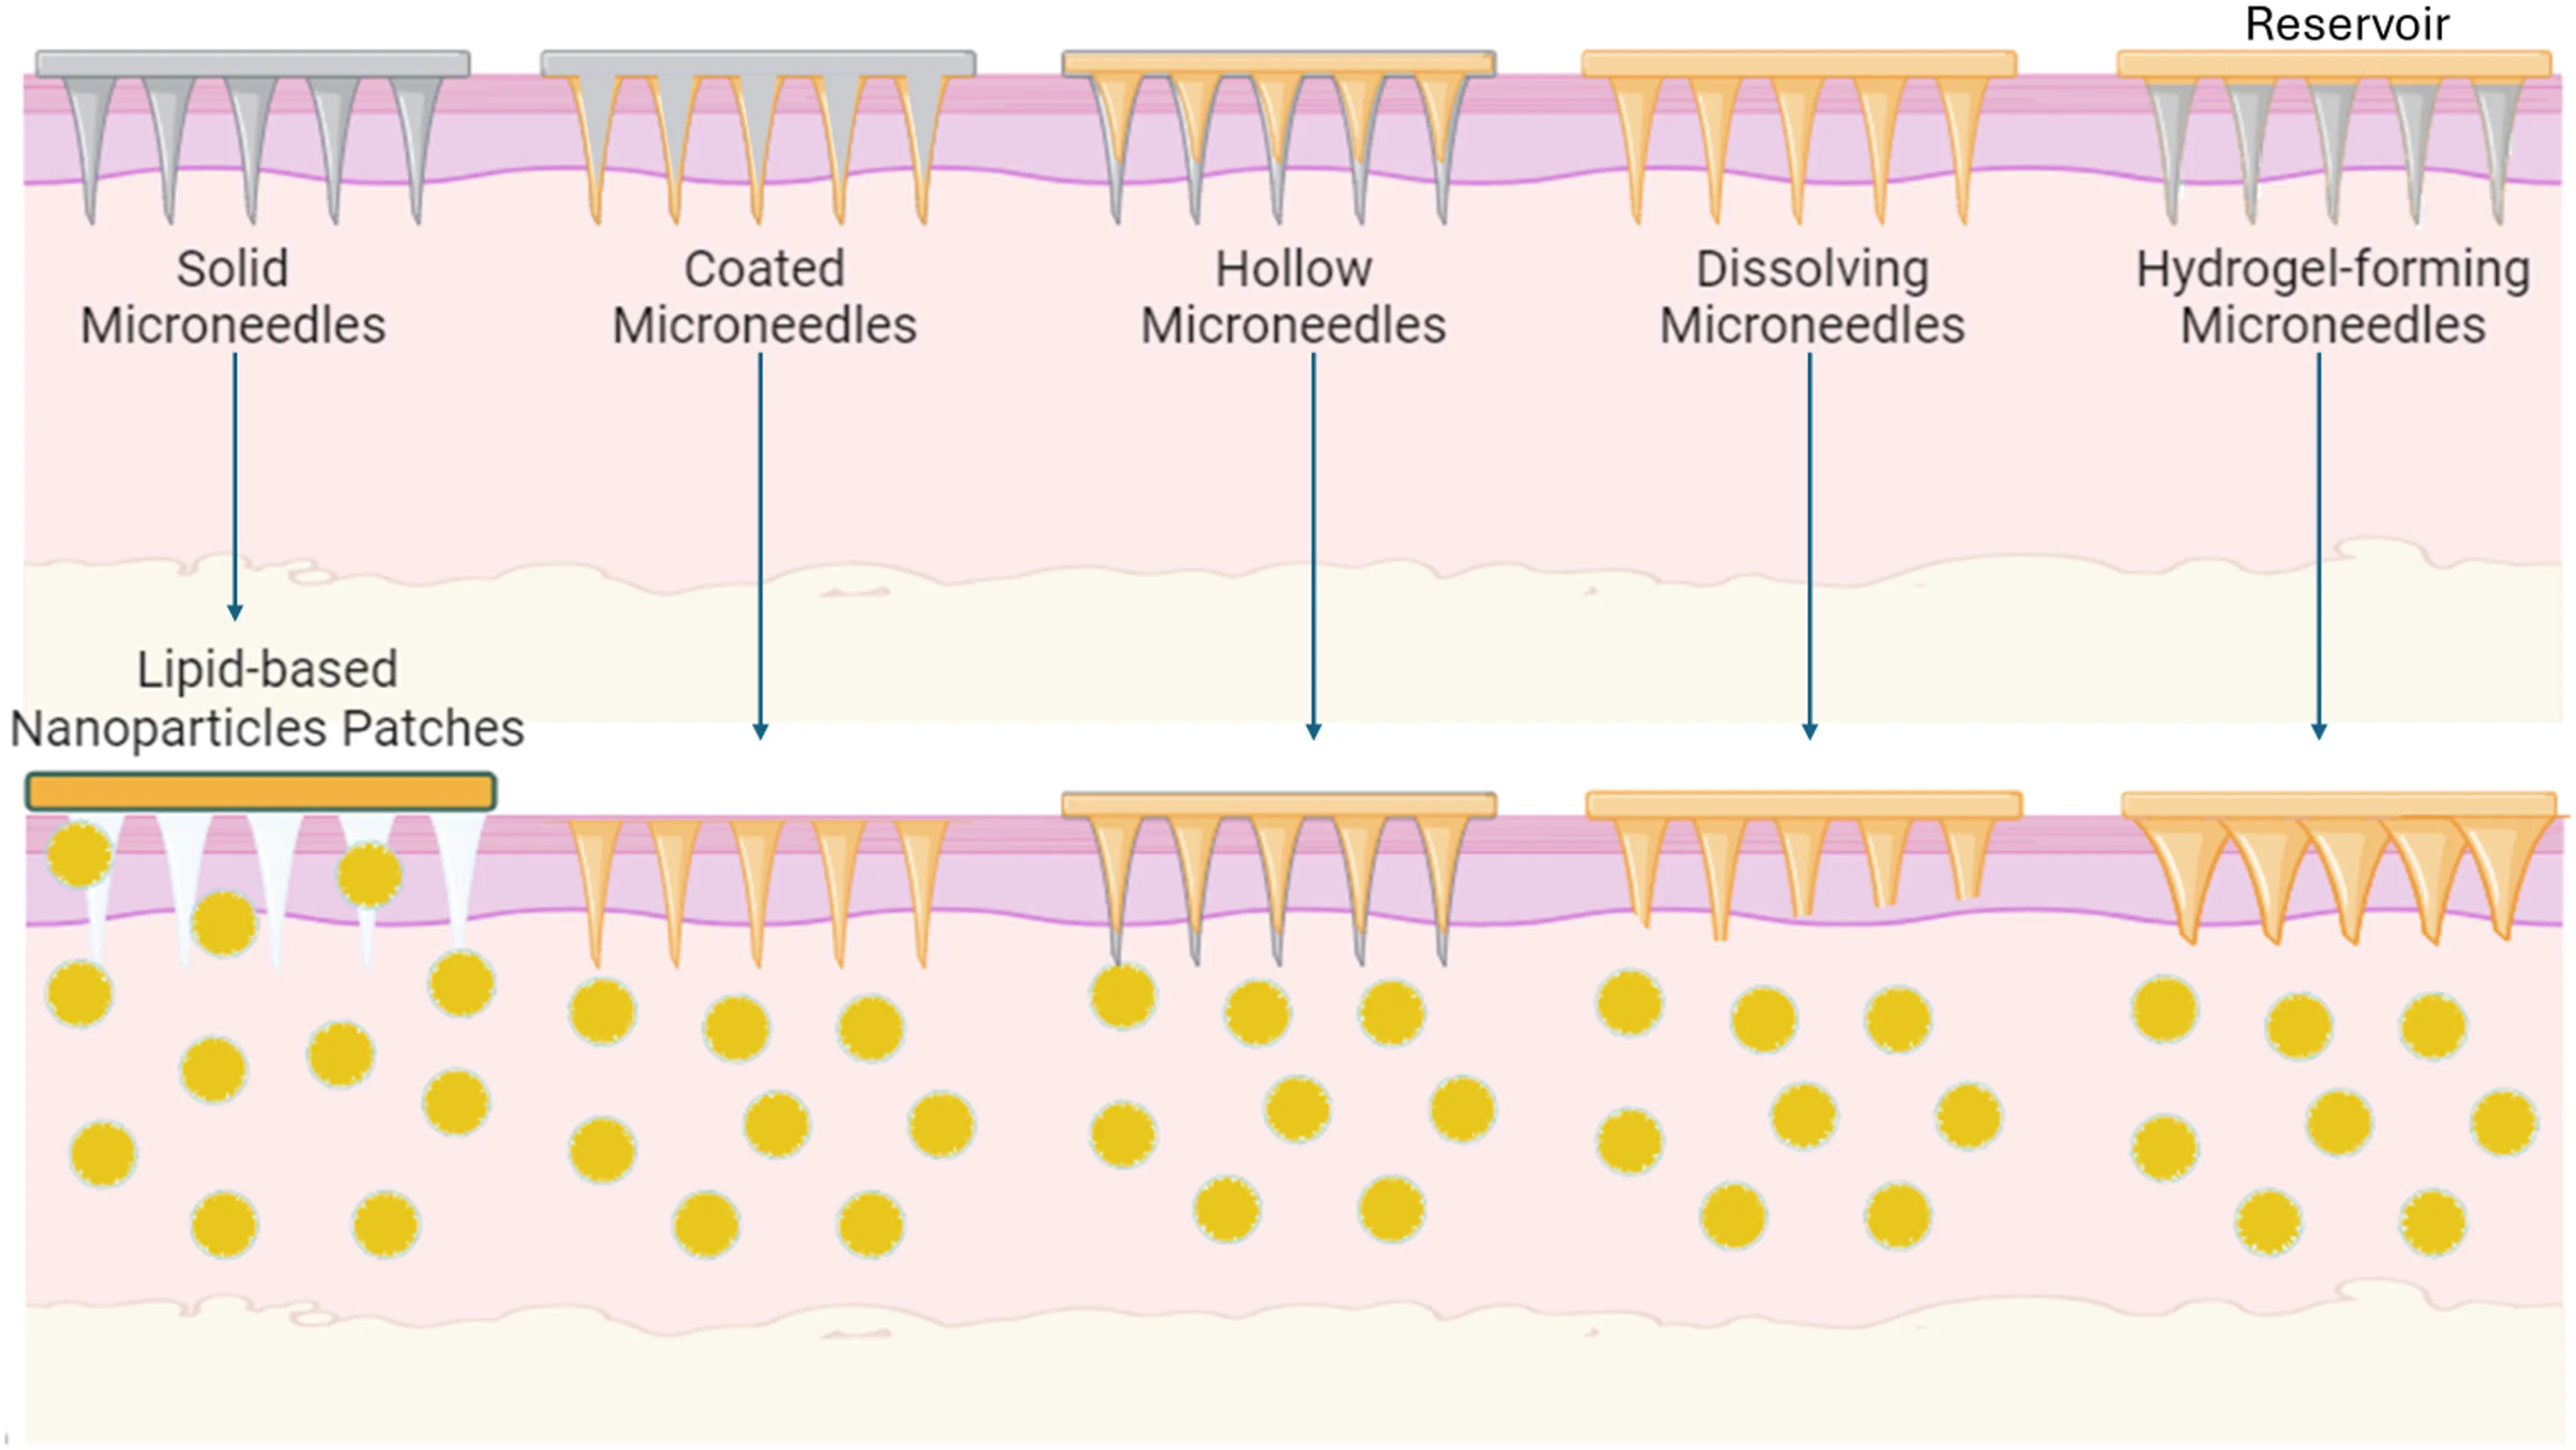 Reservoir
Solid
Microneedles
Coated
Microneedles
Hollow
Microneedles
Dissolving
Microneedles
Hydrogel-forming
Microneedles
Lipid-based
Nanoparticles Patches